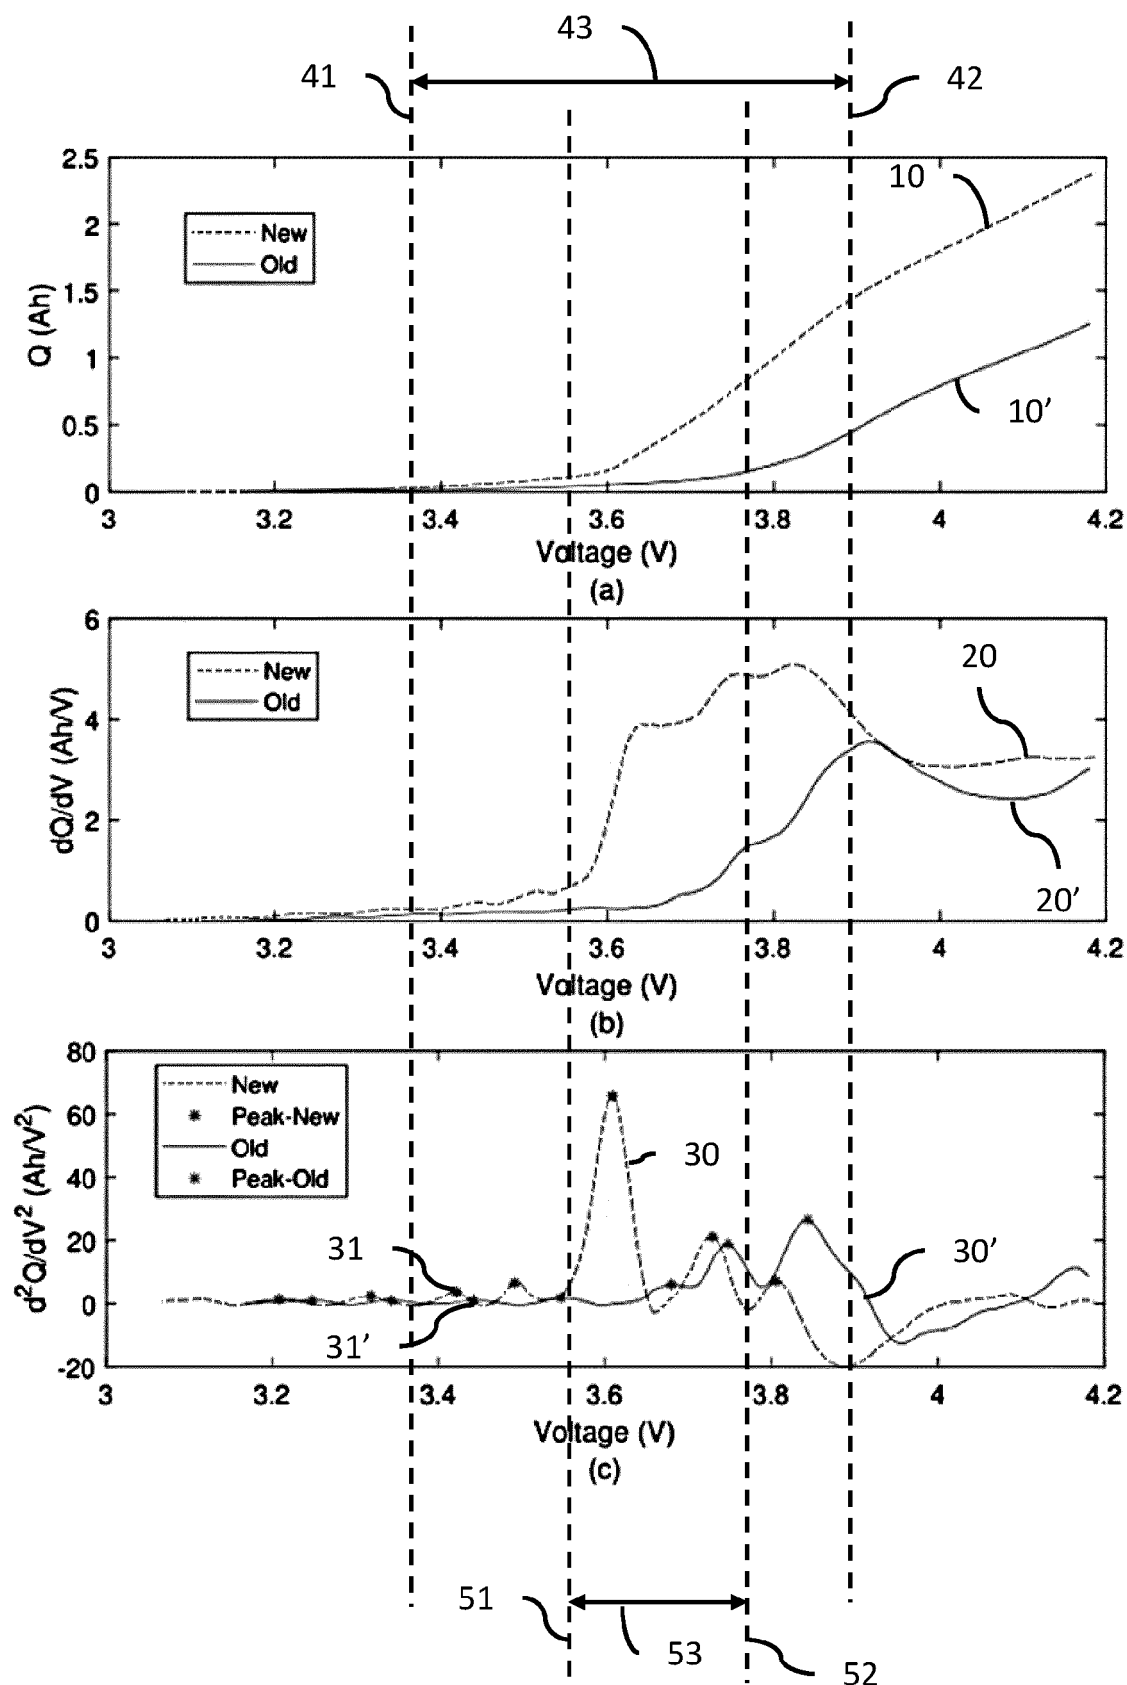 43
41
42
2.5
2
1.5
1
0.5
0
Q (Ah)
New
Old
10
10’
3 3.2 3.4 3.6 3.8 4 4.2
Voltage (V)
(a)
6
4
2
0
dQ/dV (Ah/V)
New
Old
20
20’
3 3.2 3.4 3.6 3.8 4 4.2
Voltage (V)
(b)
80
60
40
20
0
-20
d²Q/dV² (Ah/V²)
New
Peak-New
Old
Peak-Old
30
31
30’
31’
3 3.2 3.4 3.6 3.8 4 4.2
Voltage (V)
(c)
51
53
52